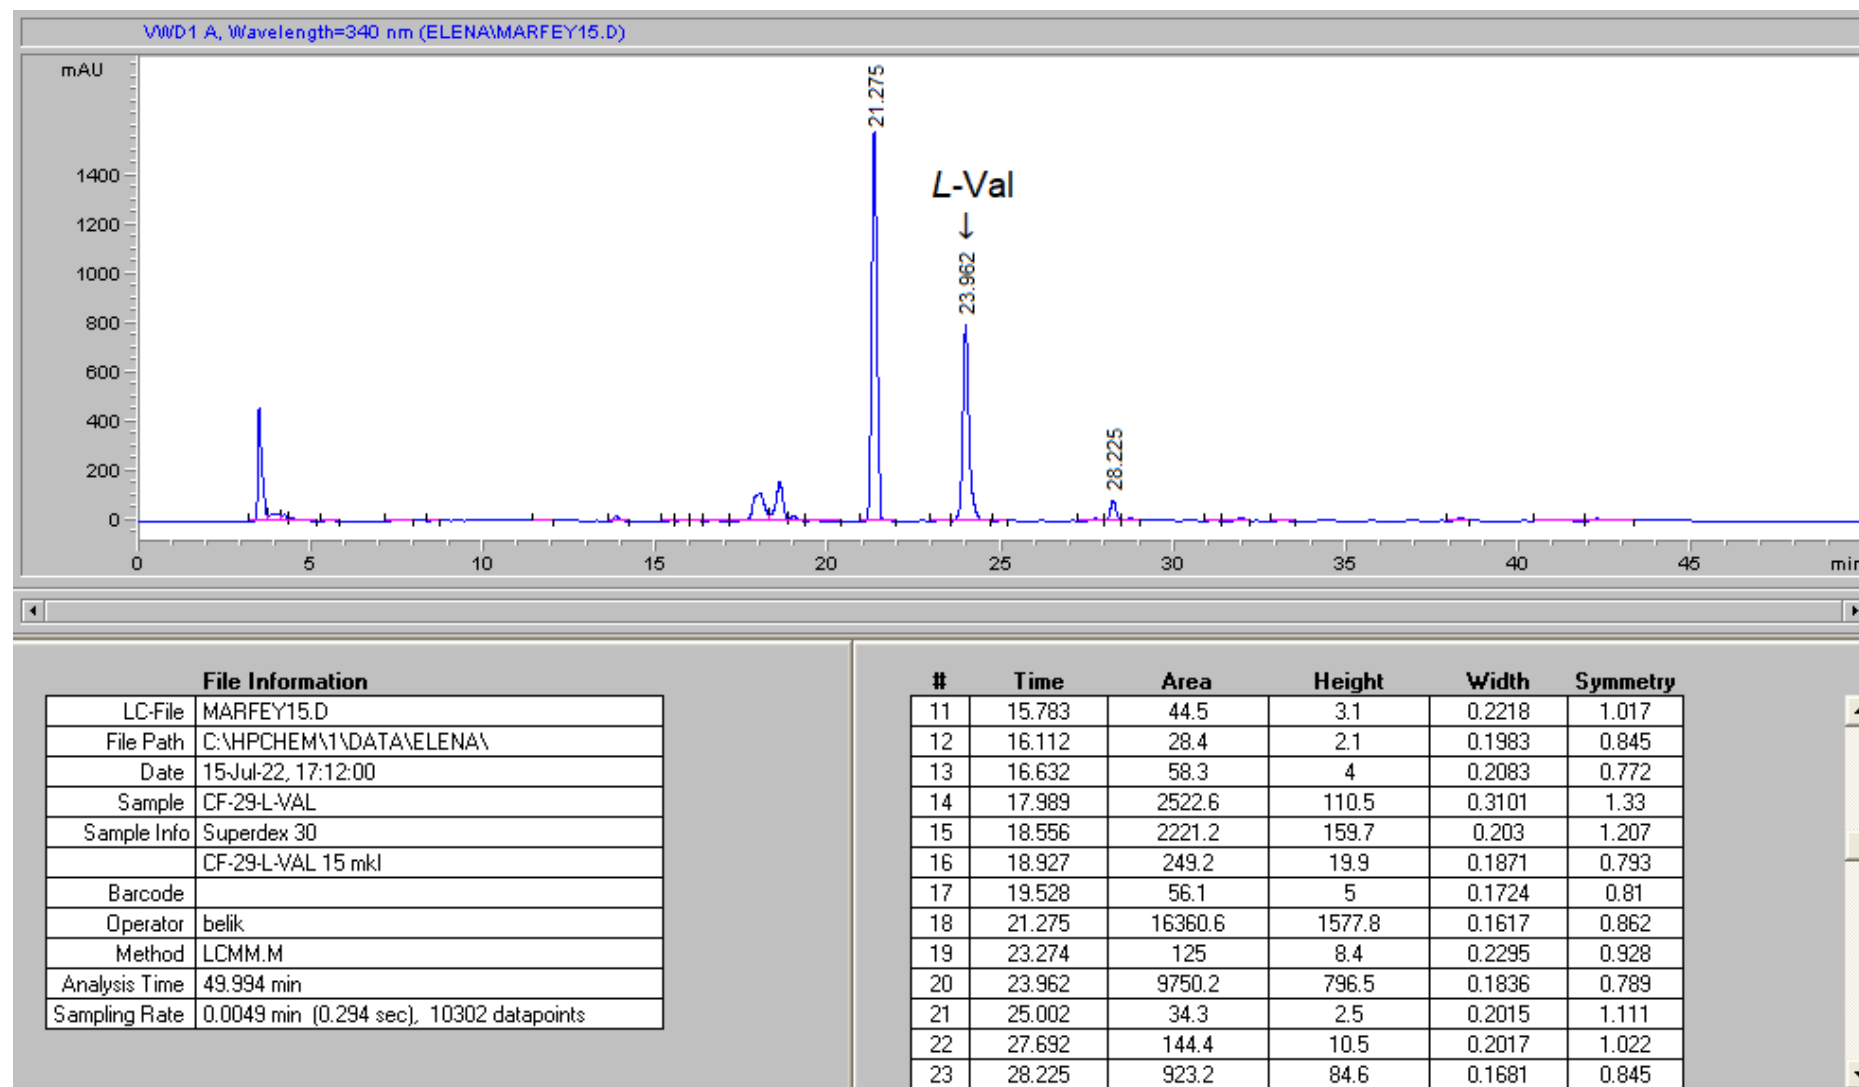 VWD1 A, Wavelength=340 nm (ELENA\MARFEY15.D)
mAU
21.275
L-Val
↓
23.962
28.225
1400
1200
1000
800
600
400
200
0
0 5 10 15 20 25 30 35 40 45 min
File Information
LC-File MARFEY15.D
File Path C:\HPCHEM\1\DATA\ELENA\
Date 15-Jul-22, 17:12:00
Sample CF-29-L-VAL
Sample Info Superdex 30
CF-29-L-VAL 15 mkl
Barcode
Operator belik
Method LCMM.M
Analysis Time 49.994 min
Sampling Rate 0.0049 min (0.294 sec), 10302 datapoints
# Time Area Height Width Symmetry
11 15.783 44.5 3.1 0.2218 1.017
12 16.112 28.4 2.1 0.1983 0.845
13 16.632 58.3 4 0.2083 0.772
14 17.989 2522.6 110.5 0.3101 1.33
15 18.556 2221.2 159.7 0.203 1.207
16 18.927 249.2 19.9 0.1871 0.793
17 19.528 56.1 5 0.1724 0.81
18 21.275 16360.6 1577.8 0.1617 0.862
19 23.274 125 8.4 0.2295 0.928
20 23.962 9750.2 796.5 0.1836 0.789
21 25.002 34.3 2.5 0.2015 1.111
22 27.692 144.4 10.5 0.2017 1.022
23 28.225 923.2 84.6 0.1681 0.845